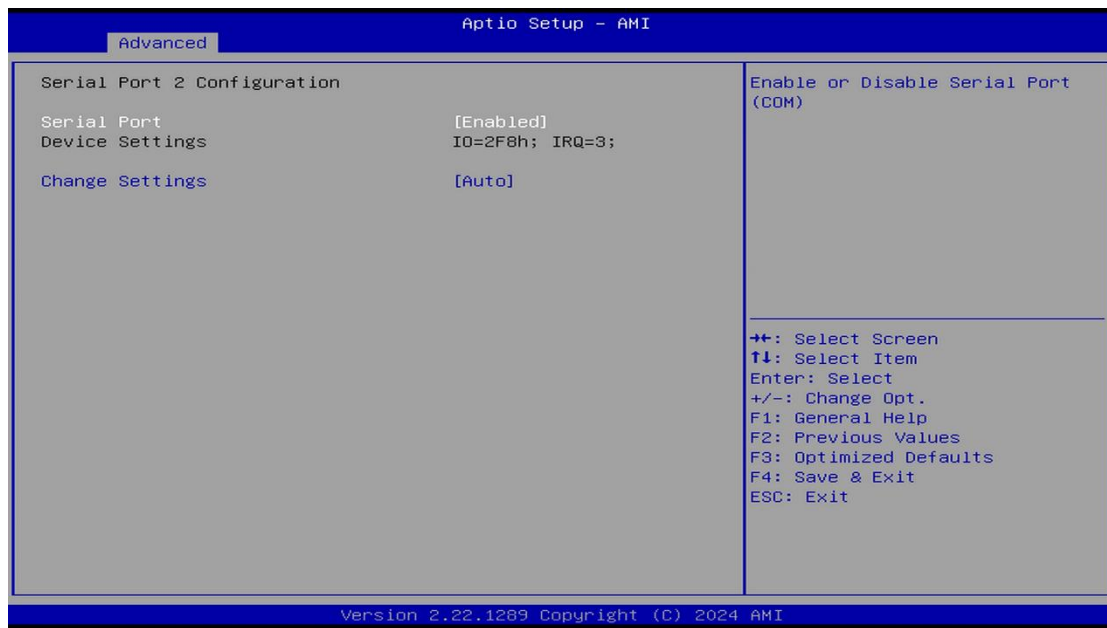 Aptio Setup - AMI
Advanced
Serial Port 2 Configuration
Serial Port [Enabled]
Device Settings IO=2F8h; IRQ=3;
Change Settings [Auto]
Enable or Disable Serial Port
(COM)
→←: Select Screen
↑↓: Select Item
Enter: Select
+/-: Change Opt.
F1: General Help
F2: Previous Values
F3: Optimized Defaults
F4: Save & Exit
ESC: Exit
Version 2.22.1289 Copyright (C) 2024 AMI